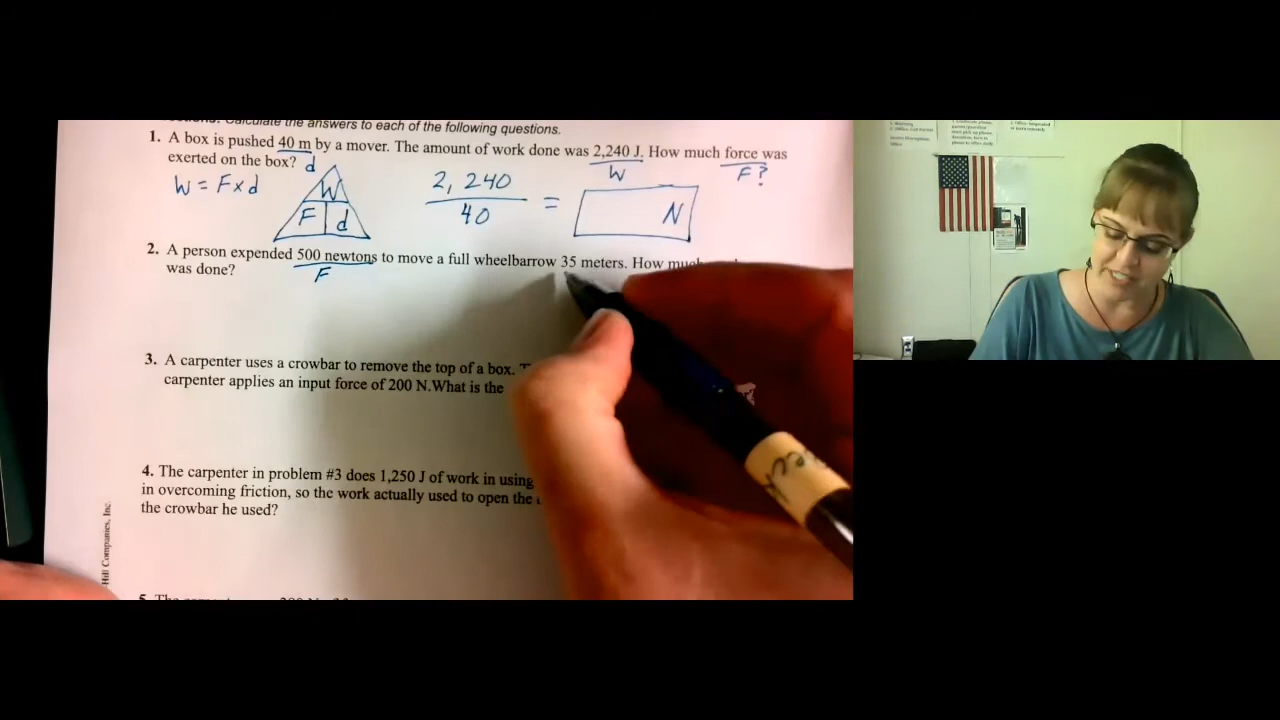 Calculate the answers to each of the following questions.
1. A box is pushed 40 m by a mover. The amount of work done was 2,240 J. How much force was
exerted on the box? d W F?
W = F x d
W
F d
2,240
40
= N
2. A person expended 500 newtons to move a full wheelbarrow 35 meters. How
was done? F
3. A carpenter uses a crowbar to remove the top of a box.
carpenter applies an input force of 200 N. What is the
4. The carpenter in problem #3 does 1,250 J of work in using
in overcoming friction, so the work actually used to open the
the crowbar he used?
Hill Companies, Inc.